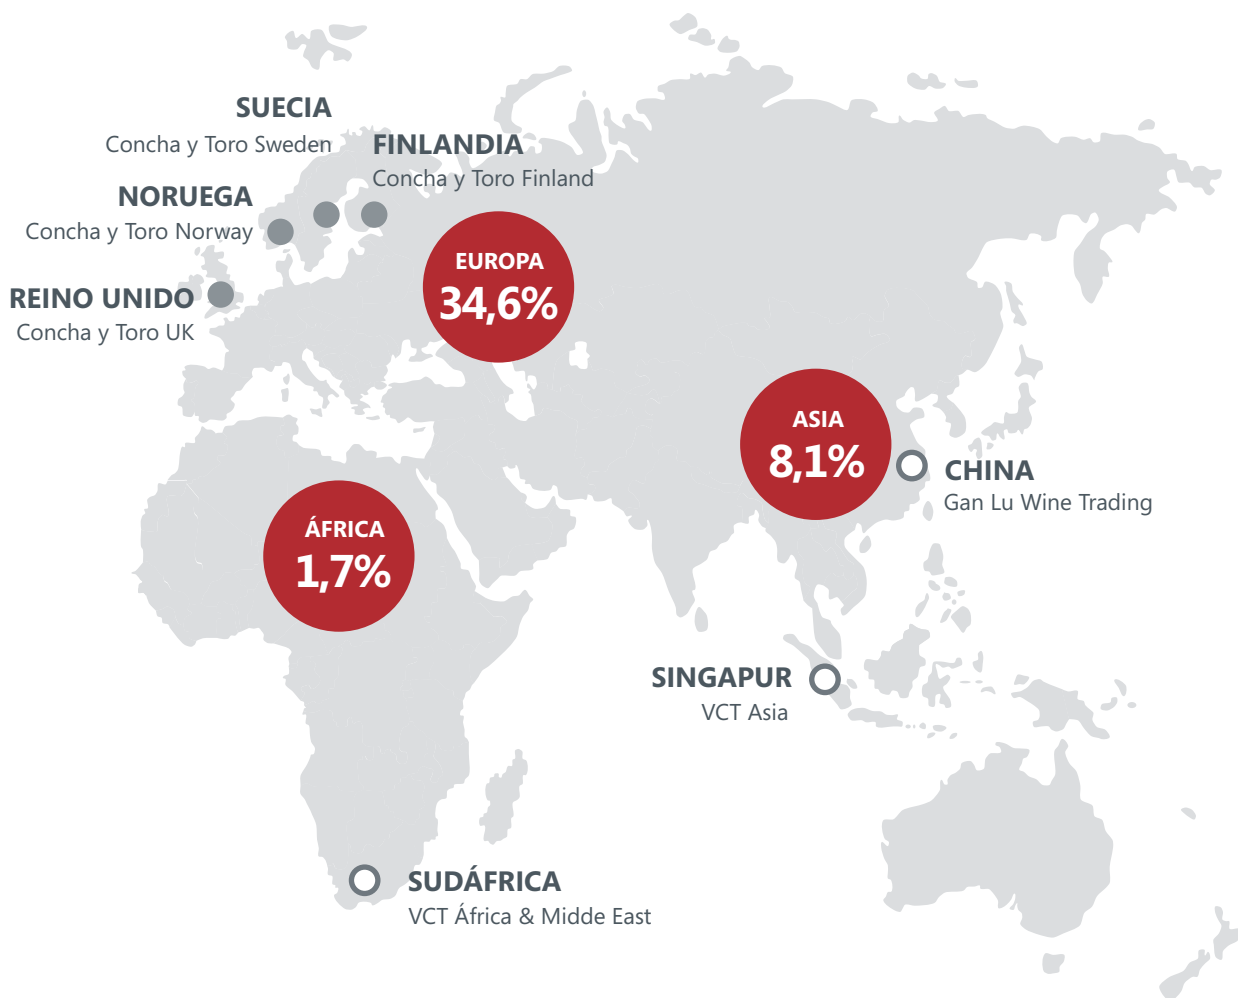 SUECIA
Concha y Toro Sweden
FINLANDIA
Concha y Toro Finland
NORUEGA
Concha y Toro Norway
REINO UNIDO
Concha y Toro UK
EUROPA
34,6%
ASIA
8,1%
CHINA
Gan Lu Wine Trading
ÁFRICA
1,7%
SINGAPUR
VCT Asia
SUDÁFRICA
VCT África & Midde East